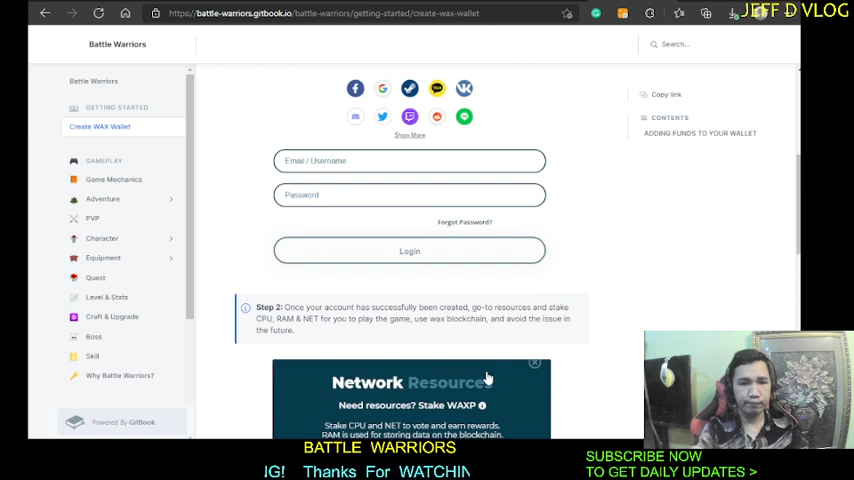 https://battle-warriors.gitbook.io/battle-warriors/getting-started/create-wax-wallet
JEFF D VLOG
Battle Warriors
Search...
Battle Warriors
GETTING STARTED
Create WAX Wallet
GAMEPLAY
Game Mechanics
Adventure
PVP
Character
Equipment
Quest
Level & Stats
Craft & Upgrade
Boss
Skill
Why Battle Warriors?
Powered By GitBook
TALK
Show More
Email / Username
Password
Forgot Password?
Login
Step 2: Once your account has successfully been created, go-to resources and stake
CPU, RAM & NET for you to play the game, use wax blockchain, and avoid the issue in
the future.
Network Resources
Need resources? Stake WAXP
Stake CPU and NET to vote and earn rewards.
RAM is used for storing data on the blockchain.
Copy link
CONTENTS
ADDING FUNDS TO YOUR WALLET
BATTLE WARRIORS
IG! Thanks For WATCHIN
SUBSCRIBE NOW
TO GET DAILY UPDATES >